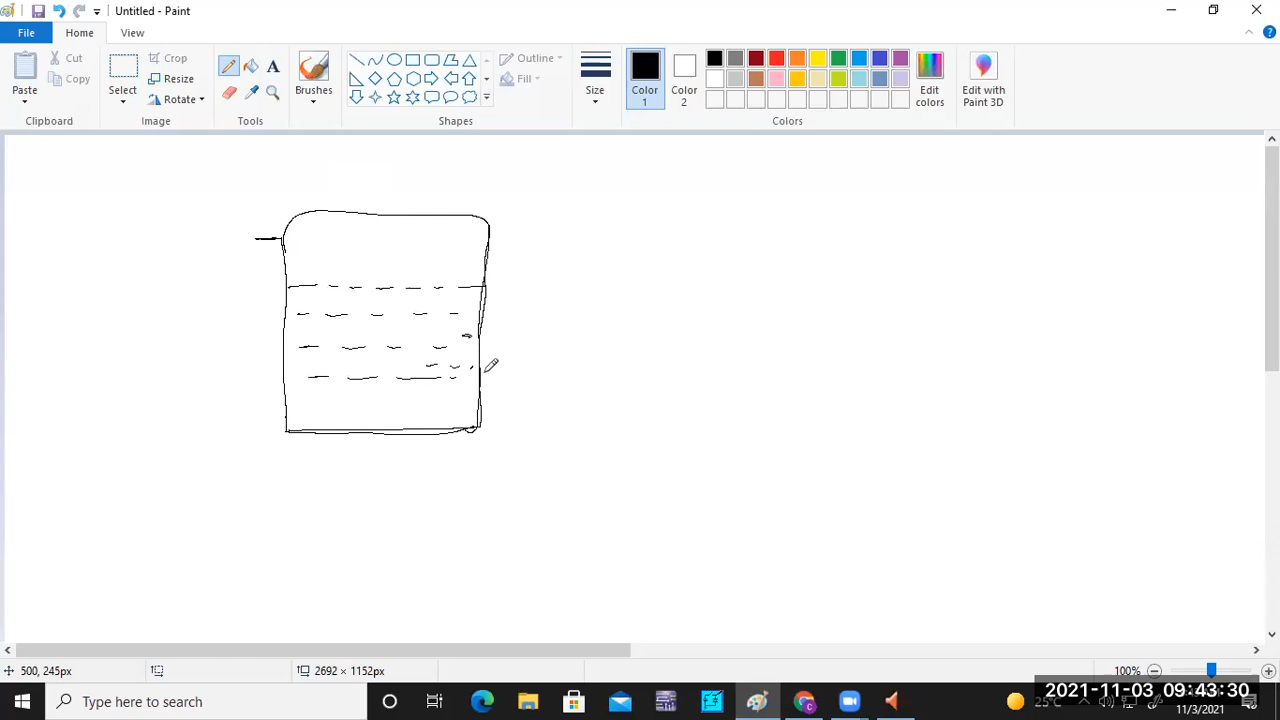 Untitled - Paint
File
Home
View
Paste
Cut
Copy
Clipboard
Select
Crop
Resize
Rotate
Image
A
Tools
Brushes
Shapes
Outline
Fill
Size
Color
1
Color
2
Colors
Edit
colors
Edit with
Paint 3D
500, 245px
2692 × 1152px
100%
Type here to search
25°C
2021-11-03 09:43:30
11/3/2021